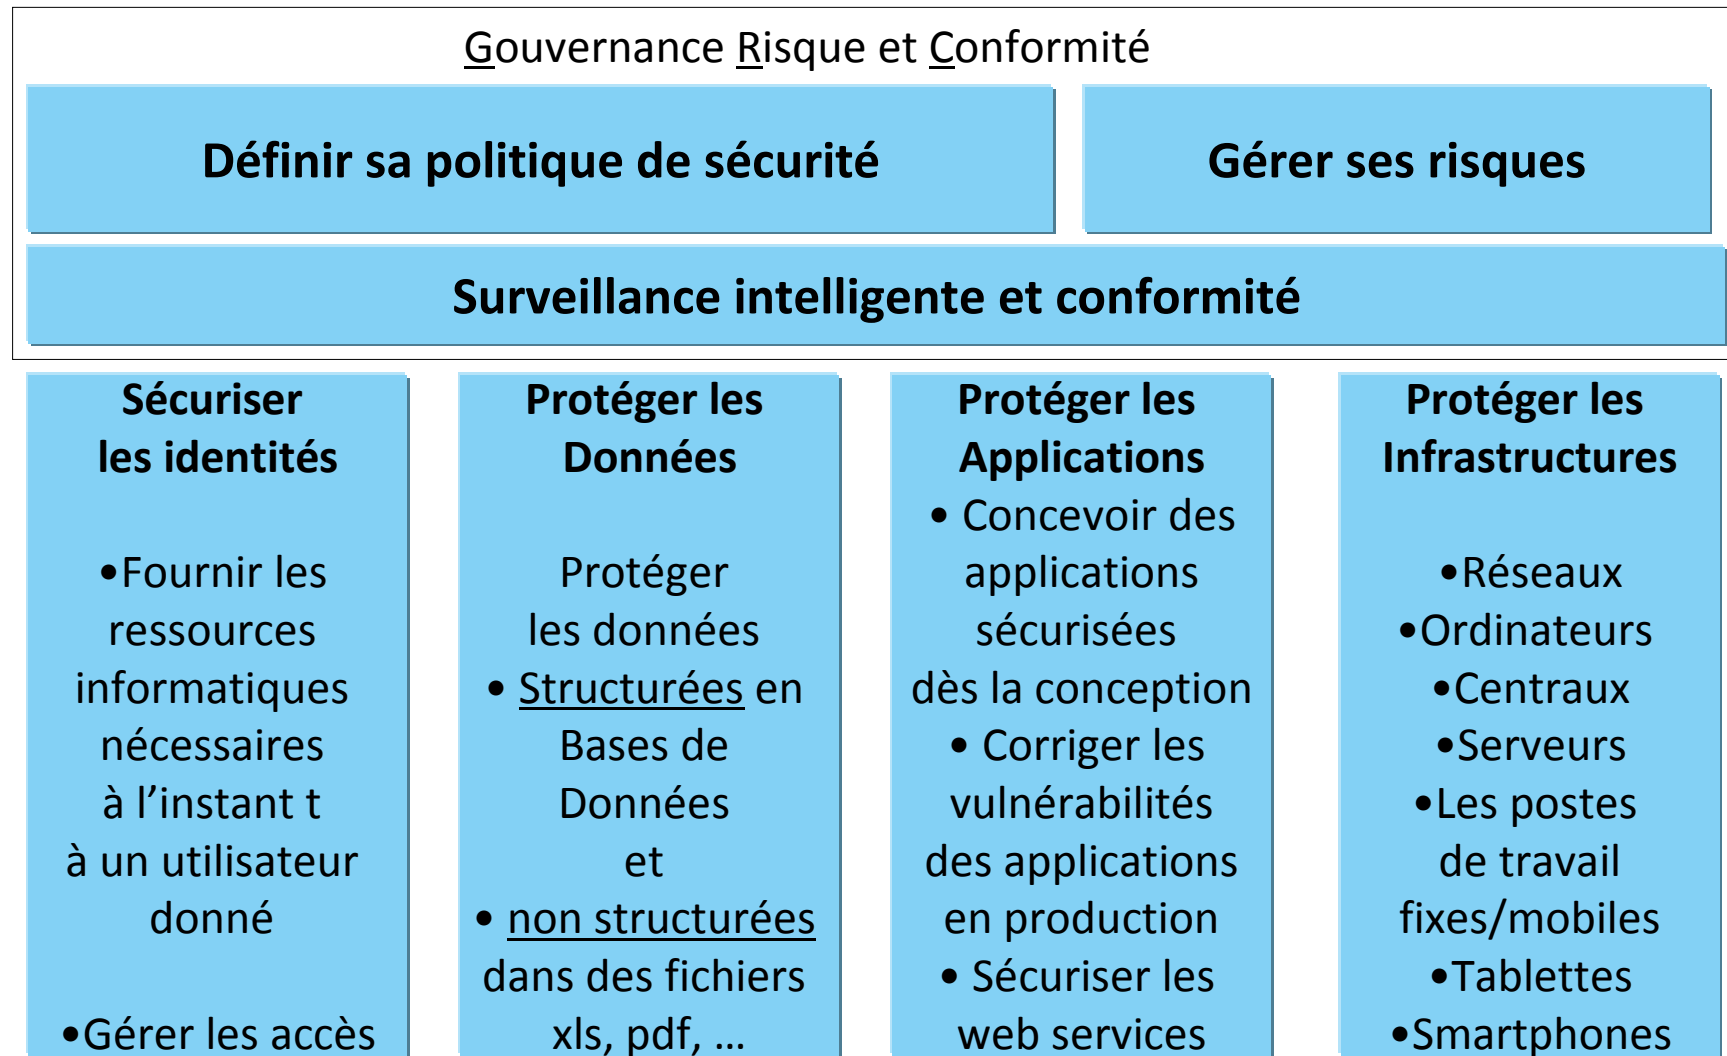 Gouvernance Risque et Conformité
Définir sa politique de sécurité
Gérer ses risques
Surveillance intelligente et conformité
Sécuriser
les identités
•Fournir les
ressources
informatiques
nécessaires
à l’instant t
à un utilisateur
donné
•Gérer les accès
Protéger les
Données
Protéger
les données
• Structurées en
Bases de
Données
et
• non structurées
dans des fichiers
xls, pdf, …
Protéger les
Applications
• Concevoir des
applications
sécurisées
dès la conception
• Corriger les
vulnérabilités
des applications
en production
• Sécuriser les
web services
Protéger les
Infrastructures
•Réseaux
•Ordinateurs
•Centraux
•Serveurs
•Les postes
de travail
fixes/mobiles
•Tablettes
•Smartphones